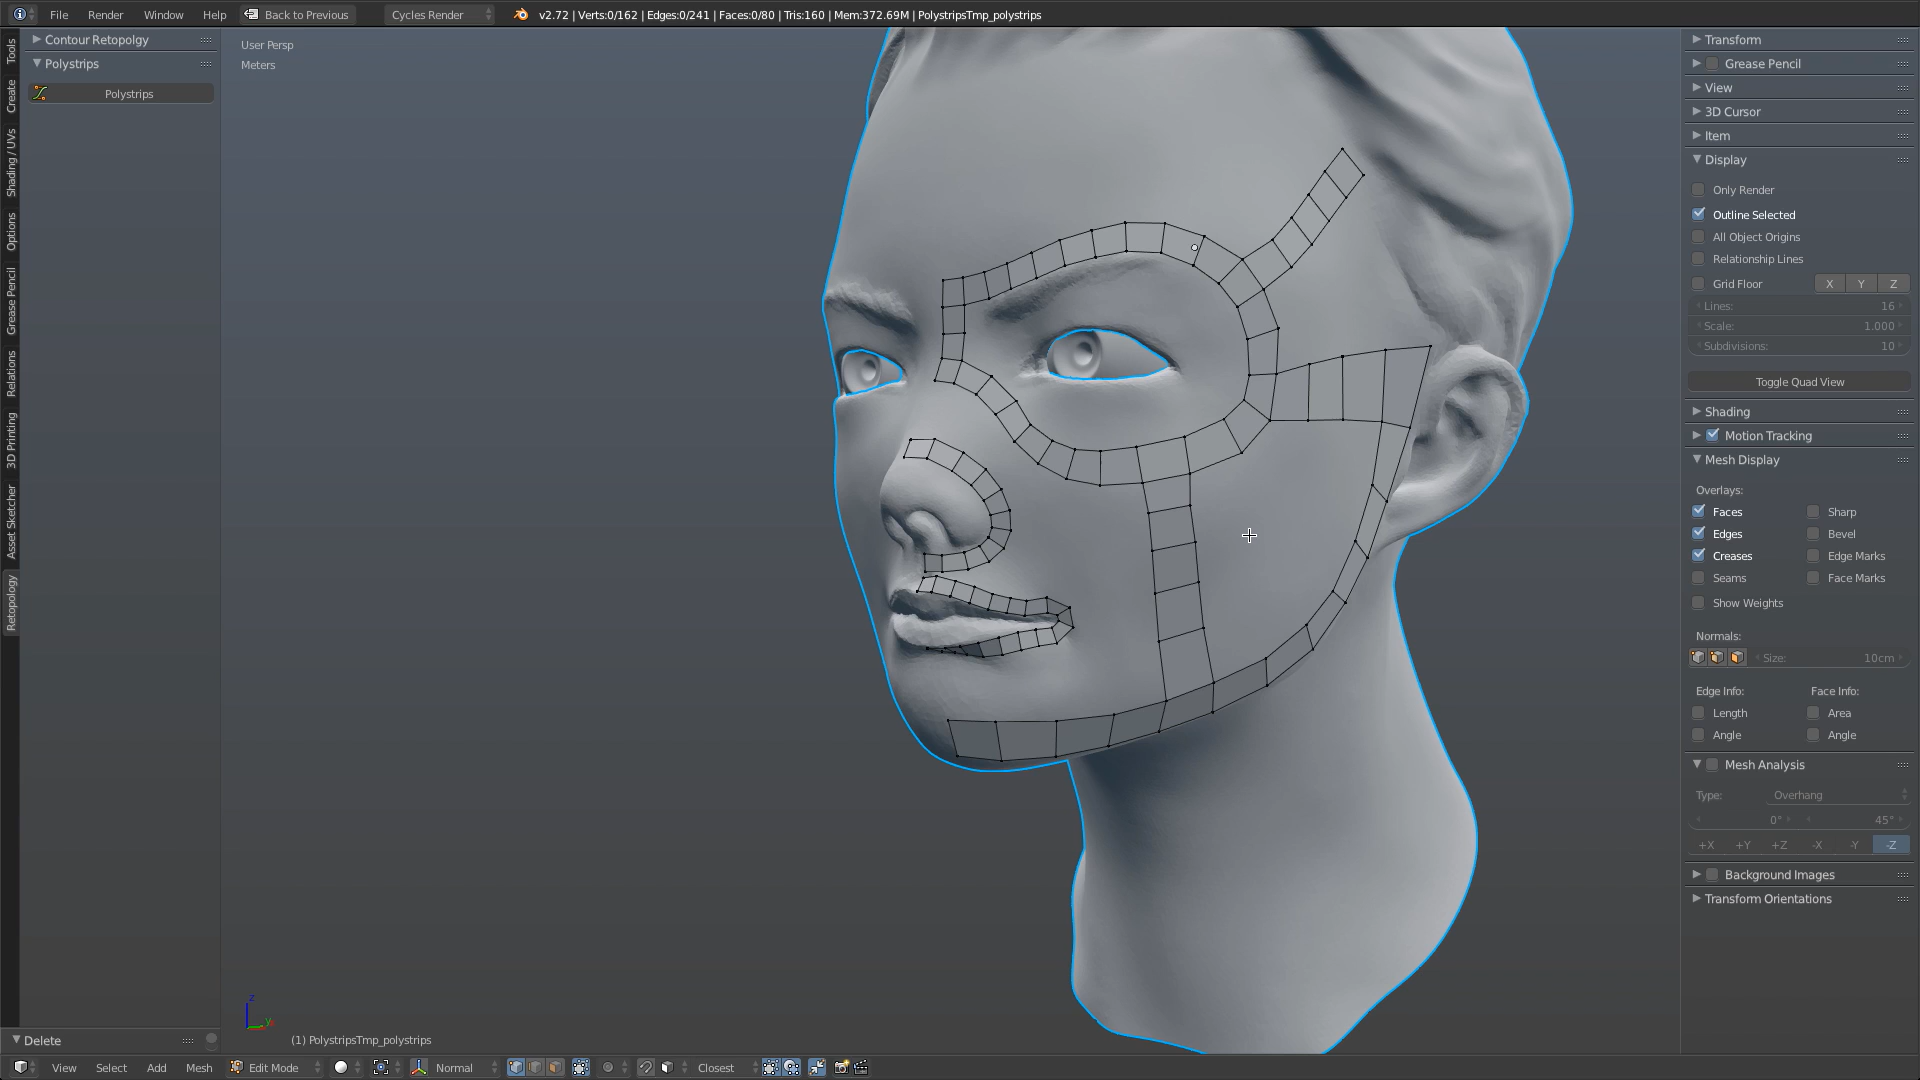 File Render Window Help Back to Previous Cycles Render v2.72 | Verts:0/162 | Edges:0/241 | Faces:0/80 | Tris:160 | Mem:372.69M | PolystripsTmp_polystrips
Tools
Create
Shading / UVs
Options
Grease Pencil
Relations
3D Printing
Asset Sketcher
Retopology
Contour Retopolgy
Polystrips
Polystrips
Delete
User Persp
Meters
z
y
(1) PolystripsTmp_polystrips
Transform
Grease Pencil
View
3D Cursor
Item
Display
Only Render
Outline Selected
All Object Origins
Relationship Lines
Grid Floor X Y Z
Lines: 16
Scale: 1.000
Subdivisions: 10
Toggle Quad View
Shading
Motion Tracking
Mesh Display
Overlays:
Faces Sharp
Edges Bevel
Creases Edge Marks
Seams Face Marks
Show Weights
Normals:
Size: 10cm
Edge Info: Face Info:
Length Area
Angle Angle
Mesh Analysis
Type: Overhang
0° 45°
+X +Y +Z -X -Y -Z
Background Images
Transform Orientations
View Select Add Mesh Edit Mode Normal Closest